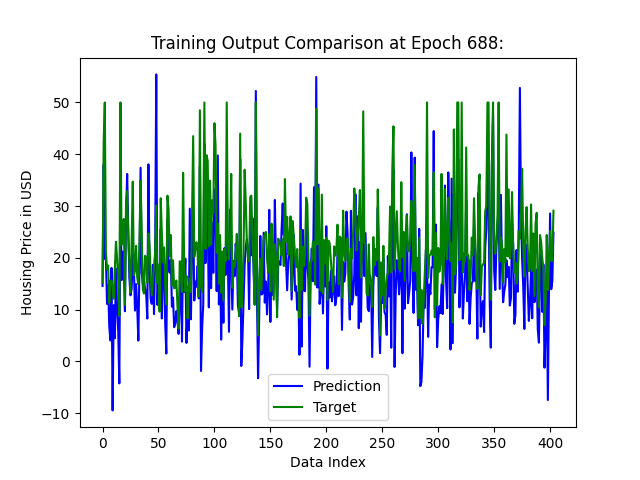 Training Output Comparison at Epoch 688:
Housing Price in USD
50
40
30
20
10
0
−10
Prediction
Target
0 50 100 150 200 250 300 350 400
Data Index